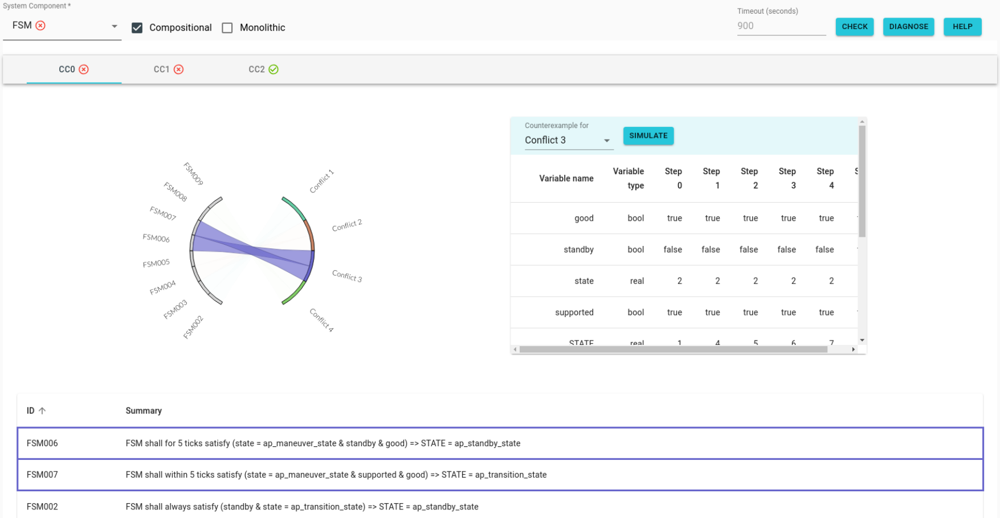 System Component *
FSM
Compositional
Monolithic
Timeout (seconds)
900
CHECK
DIAGNOSE
HELP
CC0
CC1
CC2
FSM009
FSM008
FSM007
FSM006
FSM005
FSM004
FSM003
FSM002
Conflict 1
Conflict 2
Conflict 3
Conflict 4
Counterexample for
Conflict 3
SIMULATE
Variable name Variable type Step 0 Step 1 Step 2 Step 3 Step 4 S
good bool true true true true true
standby bool false false false false false
state real 2 2 2 2 2
supported bool true true true true true
STATE real 1 4 5 6 7
ID Summary
FSM006 FSM shall for 5 ticks satisfy (state = ap_maneuver_state & standby & good) => STATE = ap_standby_state
FSM007 FSM shall within 5 ticks satisfy (state = ap_maneuver_state & supported & good) => STATE = ap_transition_state
FSM002 FSM shall always satisfy (standby & state = ap_transition_state) => STATE = ap_standby_state